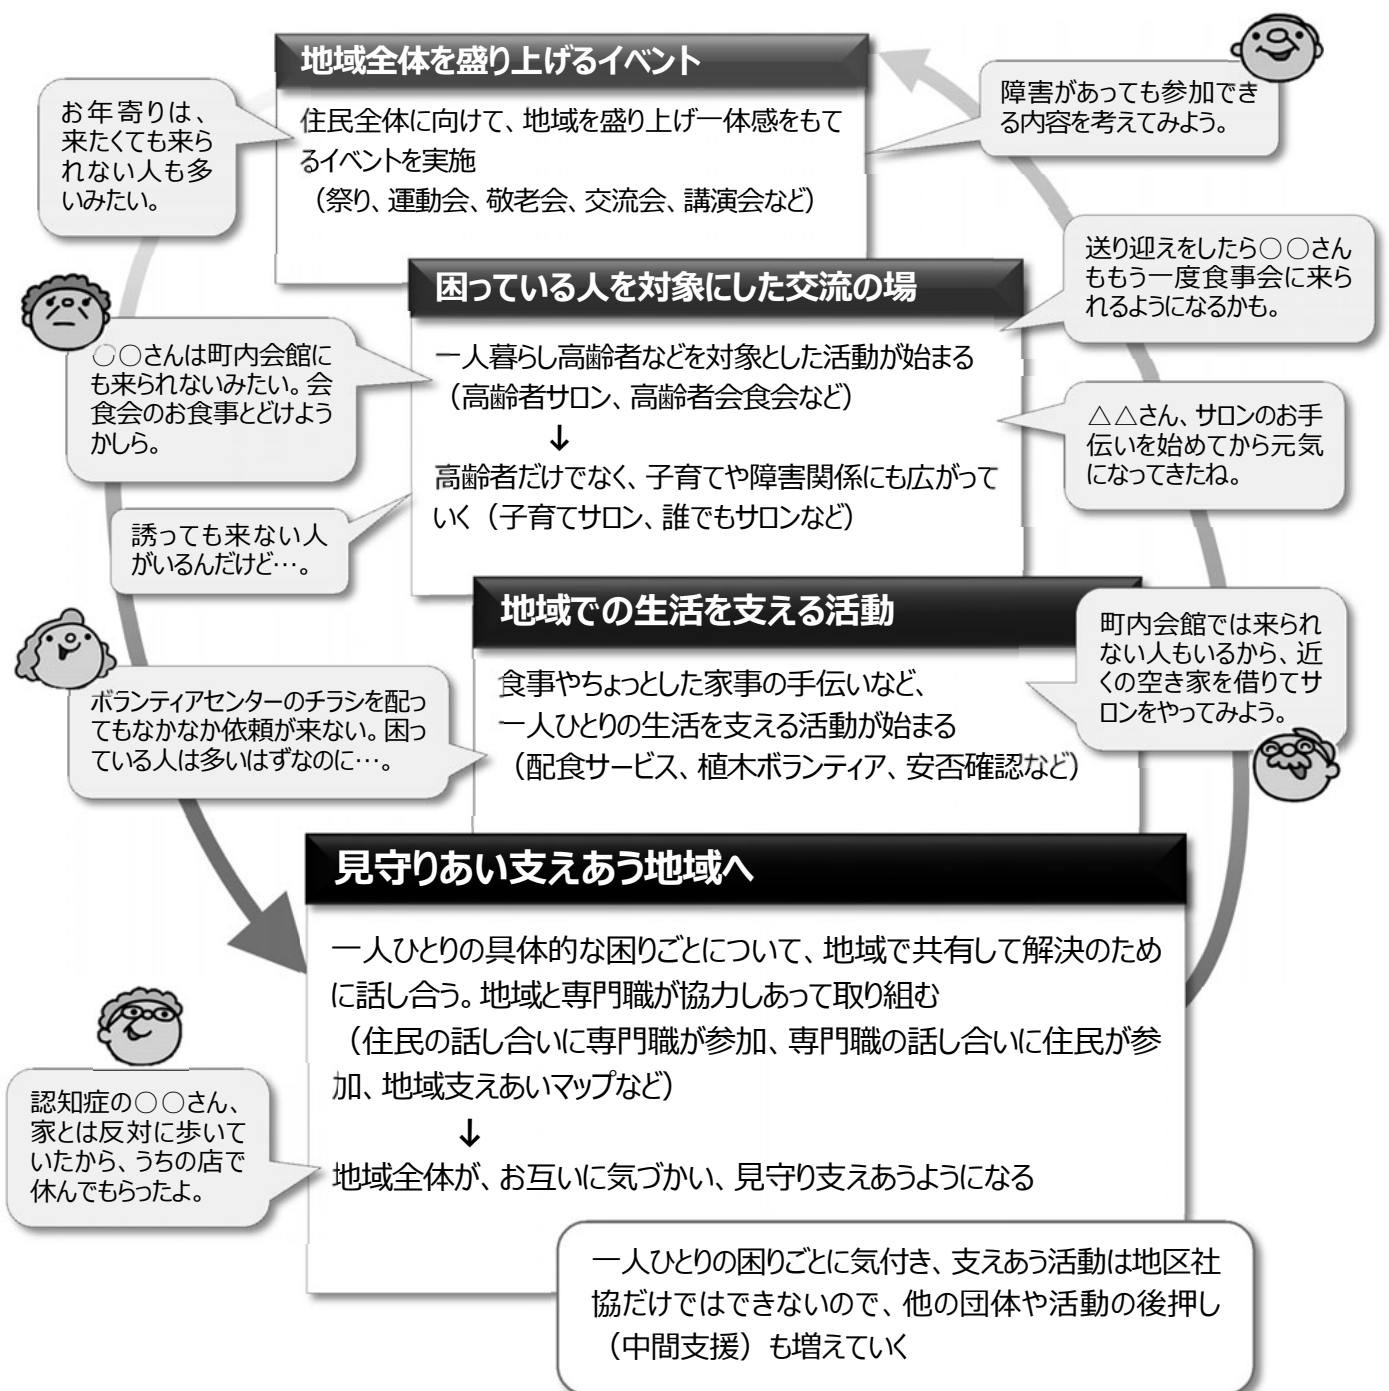 地域全体を盛り上げるイベント
住民全体に向けて、地域を盛り上げ一体感をもて
るイベントを実施
（祭り、運動会、敬老会、交流会、講演会など）
お年寄りは、
来たくても来ら
れない人も多
いみたい。
障害があっても参加でき
る内容を考えてみよう。
困っている人を対象にした交流の場
一人暮らし高齢者などを対象とした活動が始まる
（高齢者サロン、高齢者会食会など）
↓
高齢者だけでなく、子育てや障害関係にも広がって
いく（子育てサロン、誰でもサロンなど）
送り迎えをしたら○○さん
ももう一度食事会に来ら
れるようになるかも。
○○さんは町内会館に
も来られないみたい。会
食会のお食事とどけよう
かしら。
△△さん、サロンのお手
伝いを始めてから元気
になってきたね。
誘っても来ない人
がいるんだけど…。
地域での生活を支える活動
食事やちょっとした家事の手伝いなど、
一人ひとりの生活を支える活動が始まる
（配食サービス、植木ボランティア、安否確認など）
町内会館では来られ
ない人もいるから、近
くの空き家を借りてサ
ロンをやってみよう。
ボランティアセンターのチラシを配っ
てもなかなか依頼が来ない。困っ
ている人は多いはずなのに…。
見守りあい支えあう地域へ
一人ひとりの具体的な困りごとについて、地域で共有して解決のため
に話し合う。地域と専門職が協力しあって取り組む
（住民の話し合いに専門職が参加、専門職の話し合いに住民が参
加、地域支えあいマップなど）
↓
地域全体が、お互いに気づかい、見守り支えあうようになる
認知症の○○さん、
家とは反対に歩いて
いたから、うちの店で
休んでもらったよ。
一人ひとりの困りごとに気付き、支えあう活動は地区社
協だけではできないので、他の団体や活動の後押し
（中間支援）も増えていく